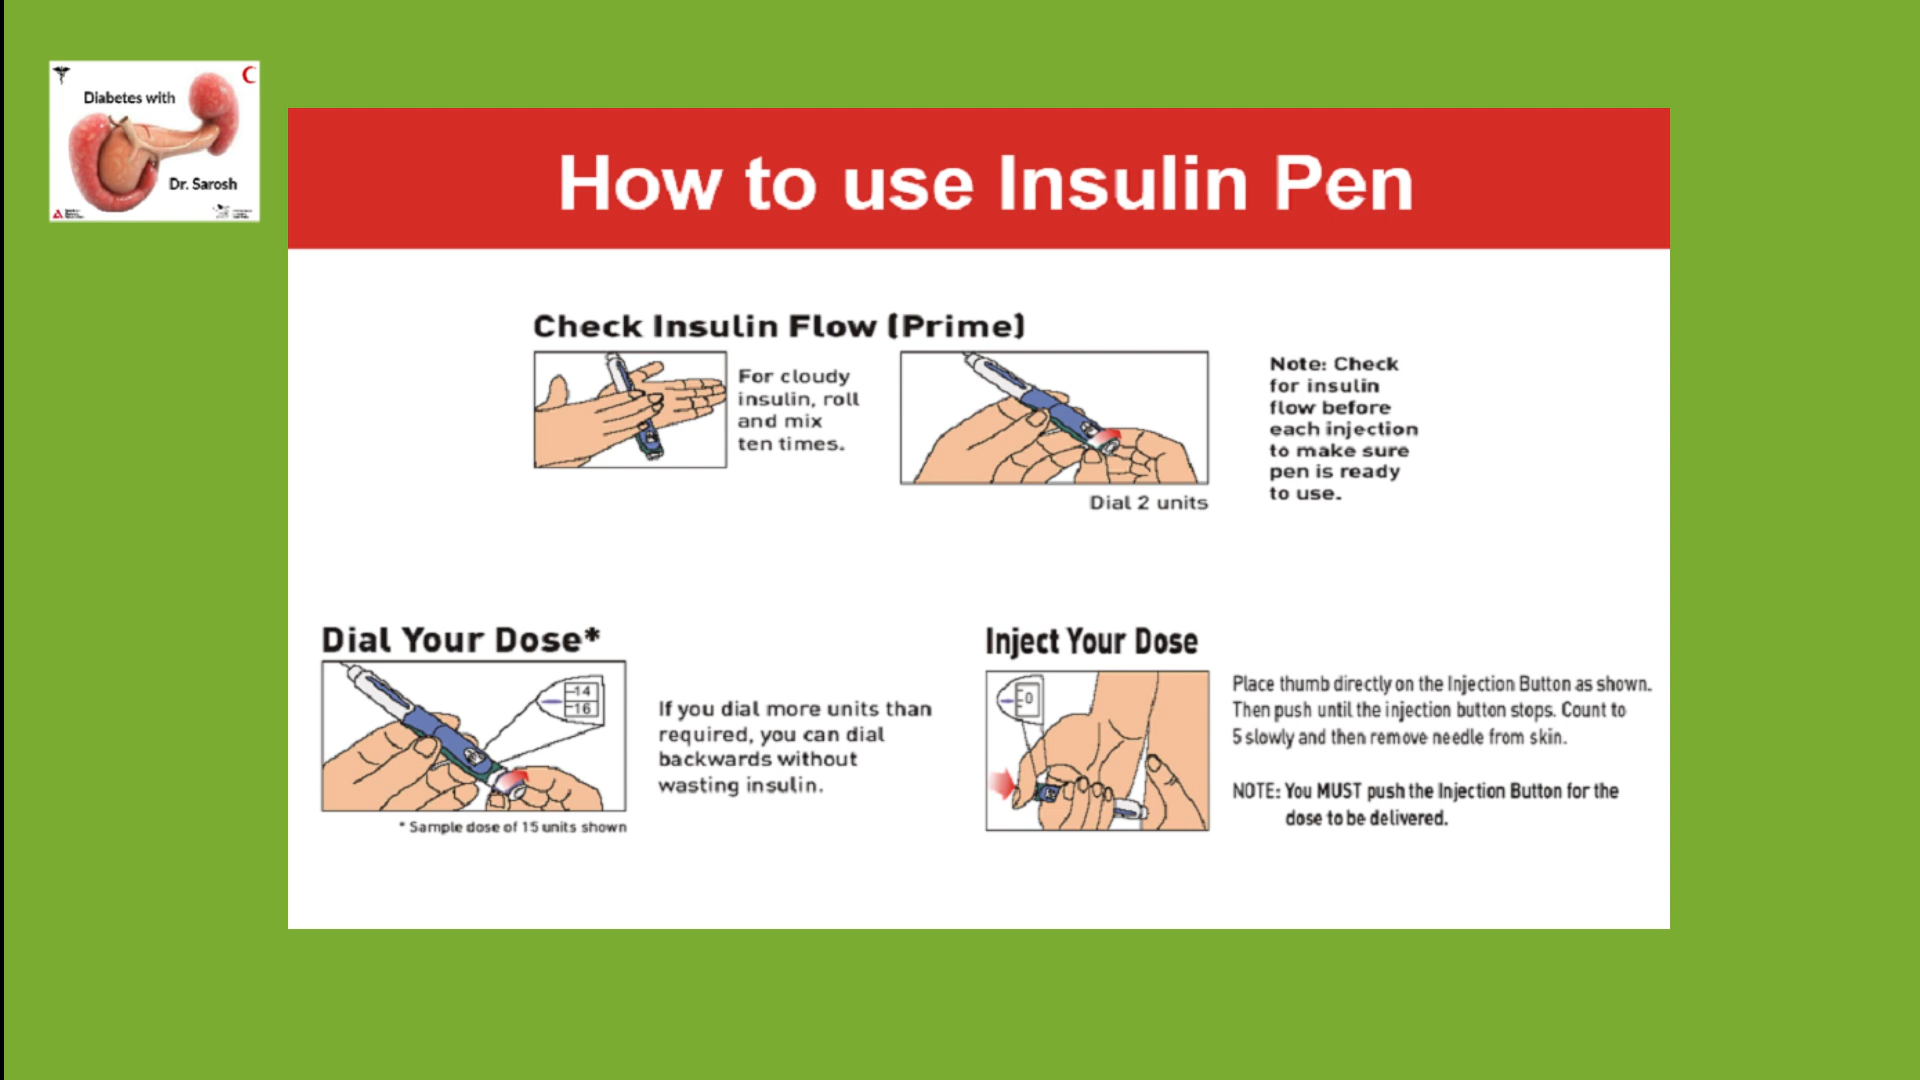 Diabetes with
Dr. Sarosh
How to use Insulin Pen
Check Insulin Flow (Prime)
For cloudy
insulin, roll
and mix
ten times.
Dial 2 units
Note: Check
for insulin
flow before
each injection
to make sure
pen is ready
to use.
Dial Your Dose*
14
16
* Sample dose of 15 units shown
If you dial more units than
required, you can dial
backwards without
wasting insulin.
Inject Your Dose
0
Place thumb directly on the Injection Button as shown.
Then push until the injection button stops. Count to
5 slowly and then remove needle from skin.
NOTE: You MUST push the Injection Button for the
dose to be delivered.